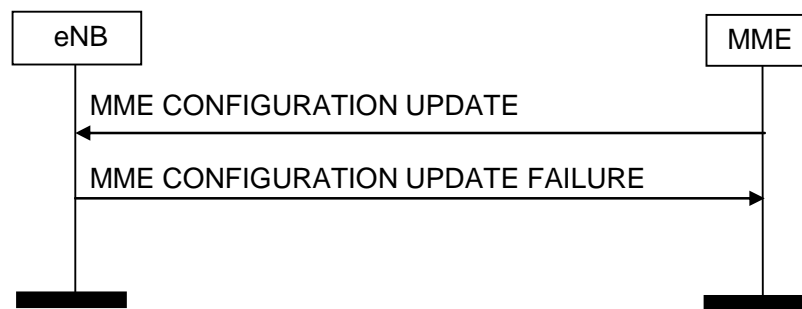 eNB
MME
MME CONFIGURATION UPDATE
MME CONFIGURATION UPDATE FAILURE